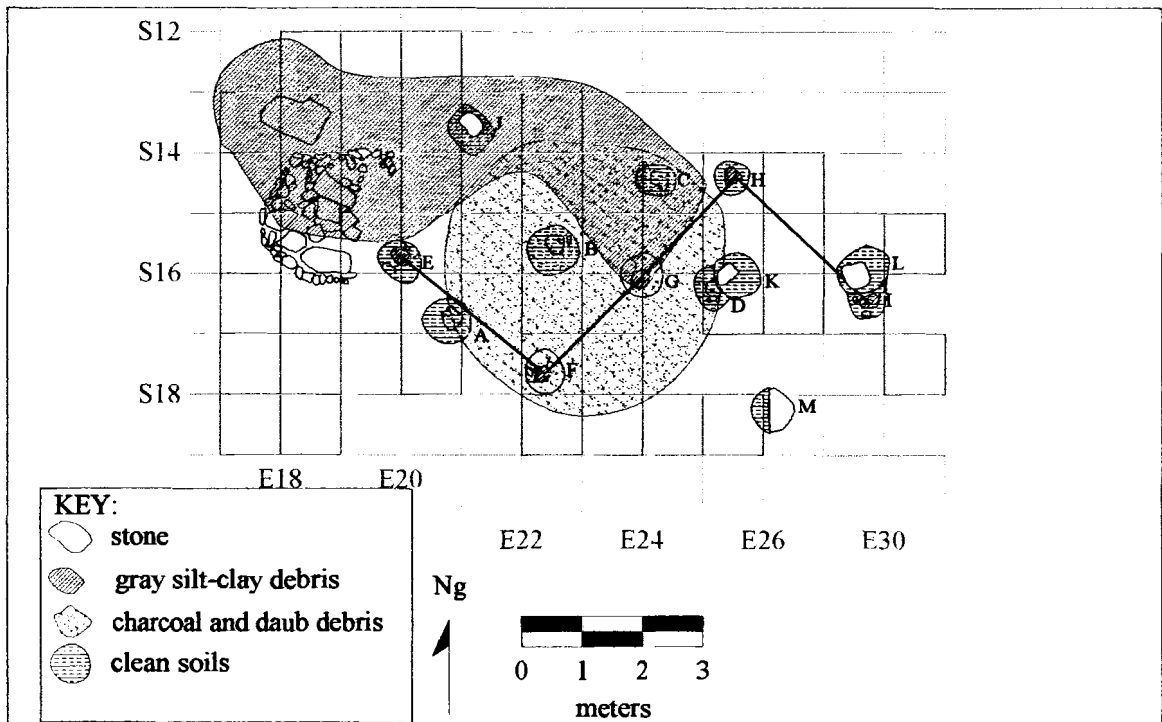 S12
J
S14
C
H
B
E
S16
G
K
L
D
I
A
F
S18
M
E18 E20
E22 E24 E26 E30
KEY:
stone
gray silt-clay debris
charcoal and daub debris
clean soils
Ng
0 1 2 3
meters